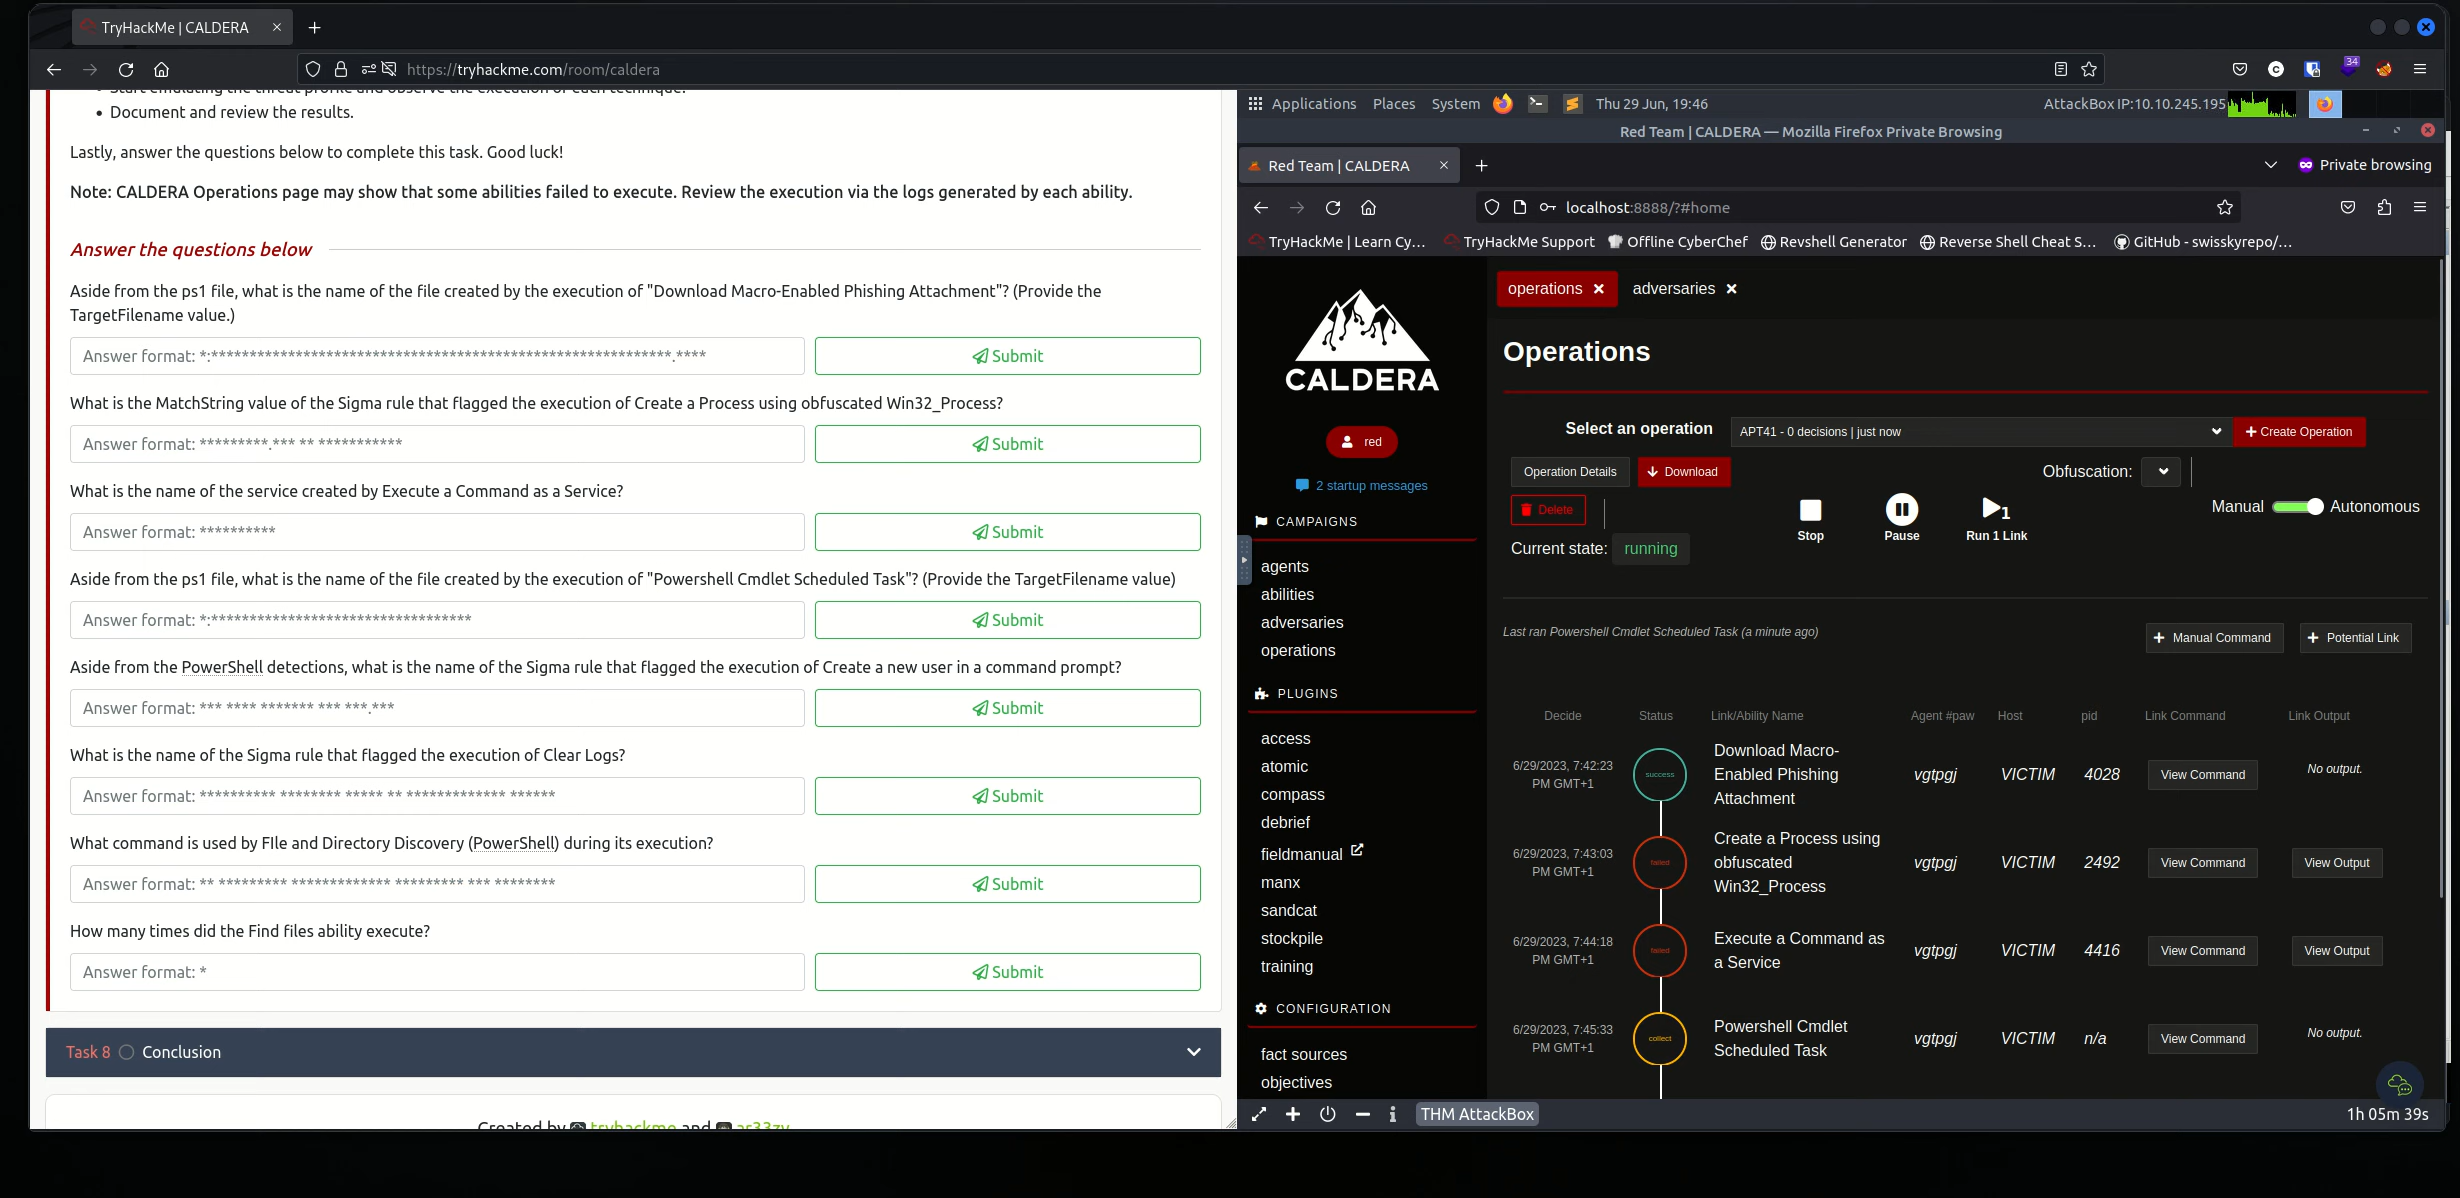 TryHackMe | CALDERA
https://tryhackme.com/room/caldera
34
• Start emulating the threat profile and observe the execution of each technique.
• Document and review the results.
Lastly, answer the questions below to complete this task. Good luck!
Note: CALDERA Operations page may show that some abilities failed to execute. Review the execution via the logs generated by each ability.
Answer the questions below
Aside from the ps1 file, what is the name of the file created by the execution of "Download Macro-Enabled Phishing Attachment"? (Provide the
TargetFilename value.)
Answer format: *:************************************************************.****
Submit
What is the MatchString value of the Sigma rule that flagged the execution of Create a Process using obfuscated Win32_Process?
Answer format: *********.*** ** ***********
Submit
What is the name of the service created by Execute a Command as a Service?
Answer format: **********
Submit
Aside from the ps1 file, what is the name of the file created by the execution of "Powershell Cmdlet Scheduled Task"? (Provide the TargetFilename value)
Answer format: *:**********************************
Submit
Aside from the PowerShell detections, what is the name of the Sigma rule that flagged the execution of Create a new user in a command prompt?
Answer format: *** **** ******* *** ***.***
Submit
What is the name of the Sigma rule that flagged the execution of Clear Logs?
Answer format: ********** ******** ***** ** ************* ******
Submit
What command is used by FIle and Directory Discovery (PowerShell) during its execution?
Answer format: ** ********* ************* ********* *** ********
Submit
How many times did the Find files ability execute?
Answer format: *
Submit
Task 8 Conclusion
Created by tryhackme and ar33zy
Applications Places System Thu 29 Jun, 19:46 AttackBox IP:10.10.245.195
Red Team | CALDERA — Mozilla Firefox Private Browsing
Red Team | CALDERA
Private browsing
localhost:8888/?#home
TryHackMe | Learn Cy… TryHackMe Support Offline CyberChef Revshell Generator Reverse Shell Cheat S… GitHub - swisskyrepo/…
CALDERA
red
2 startup messages
CAMPAIGNS
agents
abilities
adversaries
operations
PLUGINS
access
atomic
compass
debrief
fieldmanual
manx
sandcat
stockpile
training
CONFIGURATION
fact sources
objectives
operations adversaries
Operations
Select an operation APT41 - 0 decisions | just now Create Operation
Operation Details Download Obfuscation:
Delete
Stop Pause Run 1 Link Manual Autonomous
Current state: running
Last ran Powershell Cmdlet Scheduled Task (a minute ago)
Manual Command Potential Link
Decide Status Link/Ability Name Agent #paw Host pid Link Command Link Output
6/29/2023, 7:42:23 PM GMT+1 success Download Macro-Enabled Phishing Attachment vgtpgj VICTIM 4028 View Command No output.
6/29/2023, 7:43:03 PM GMT+1 failed Create a Process using obfuscated Win32_Process vgtpgj VICTIM 2492 View Command View Output
6/29/2023, 7:44:18 PM GMT+1 failed Execute a Command as a Service vgtpgj VICTIM 4416 View Command View Output
6/29/2023, 7:45:33 PM GMT+1 collect Powershell Cmdlet Scheduled Task vgtpgj VICTIM n/a View Command No output.
THM AttackBox
1h 05m 39s